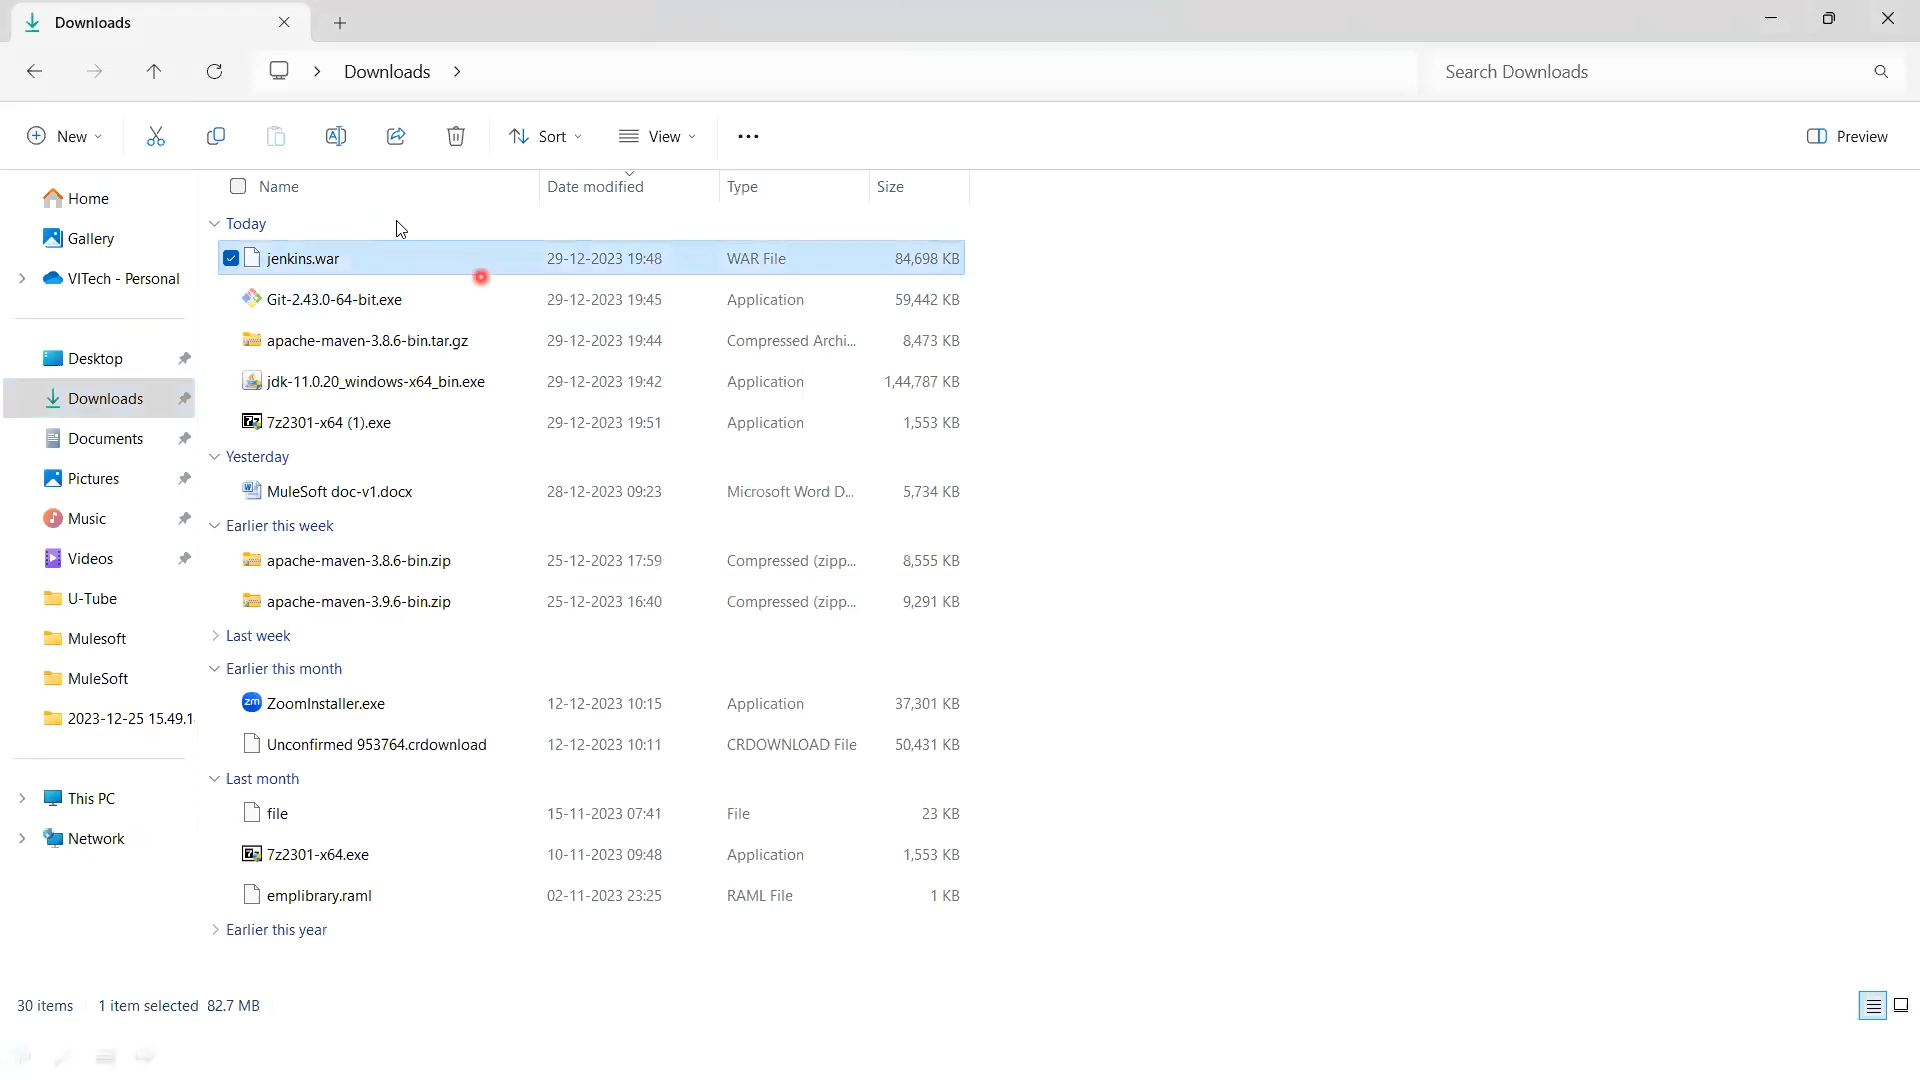 Downloads
Downloads
Search Downloads
New
Sort
View
Preview
Name Date modified Type Size
Home
Gallery
VITech - Personal
Desktop
Downloads
Documents
Pictures
Music
Videos
U-Tube
Mulesoft
MuleSoft
2023-12-25 15.49.1
This PC
Network
Today
jenkins.war 29-12-2023 19:48 WAR File 84,698 KB
Git-2.43.0-64-bit.exe 29-12-2023 19:45 Application 59,442 KB
apache-maven-3.8.6-bin.tar.gz 29-12-2023 19:44 Compressed Archi... 8,473 KB
jdk-11.0.20_windows-x64_bin.exe 29-12-2023 19:42 Application 1,44,787 KB
7z2301-x64 (1).exe 29-12-2023 19:51 Application 1,553 KB
Yesterday
MuleSoft doc-v1.docx 28-12-2023 09:23 Microsoft Word D... 5,734 KB
Earlier this week
apache-maven-3.8.6-bin.zip 25-12-2023 17:59 Compressed (zipp... 8,555 KB
apache-maven-3.9.6-bin.zip 25-12-2023 16:40 Compressed (zipp... 9,291 KB
Last week
Earlier this month
ZoomInstaller.exe 12-12-2023 10:15 Application 37,301 KB
Unconfirmed 953764.crdownload 12-12-2023 10:11 CRDOWNLOAD File 50,431 KB
Last month
file 15-11-2023 07:41 File 23 KB
7z2301-x64.exe 10-11-2023 09:48 Application 1,553 KB
emplibrary.raml 02-11-2023 23:25 RAML File 1 KB
Earlier this year
30 items 1 item selected 82.7 MB